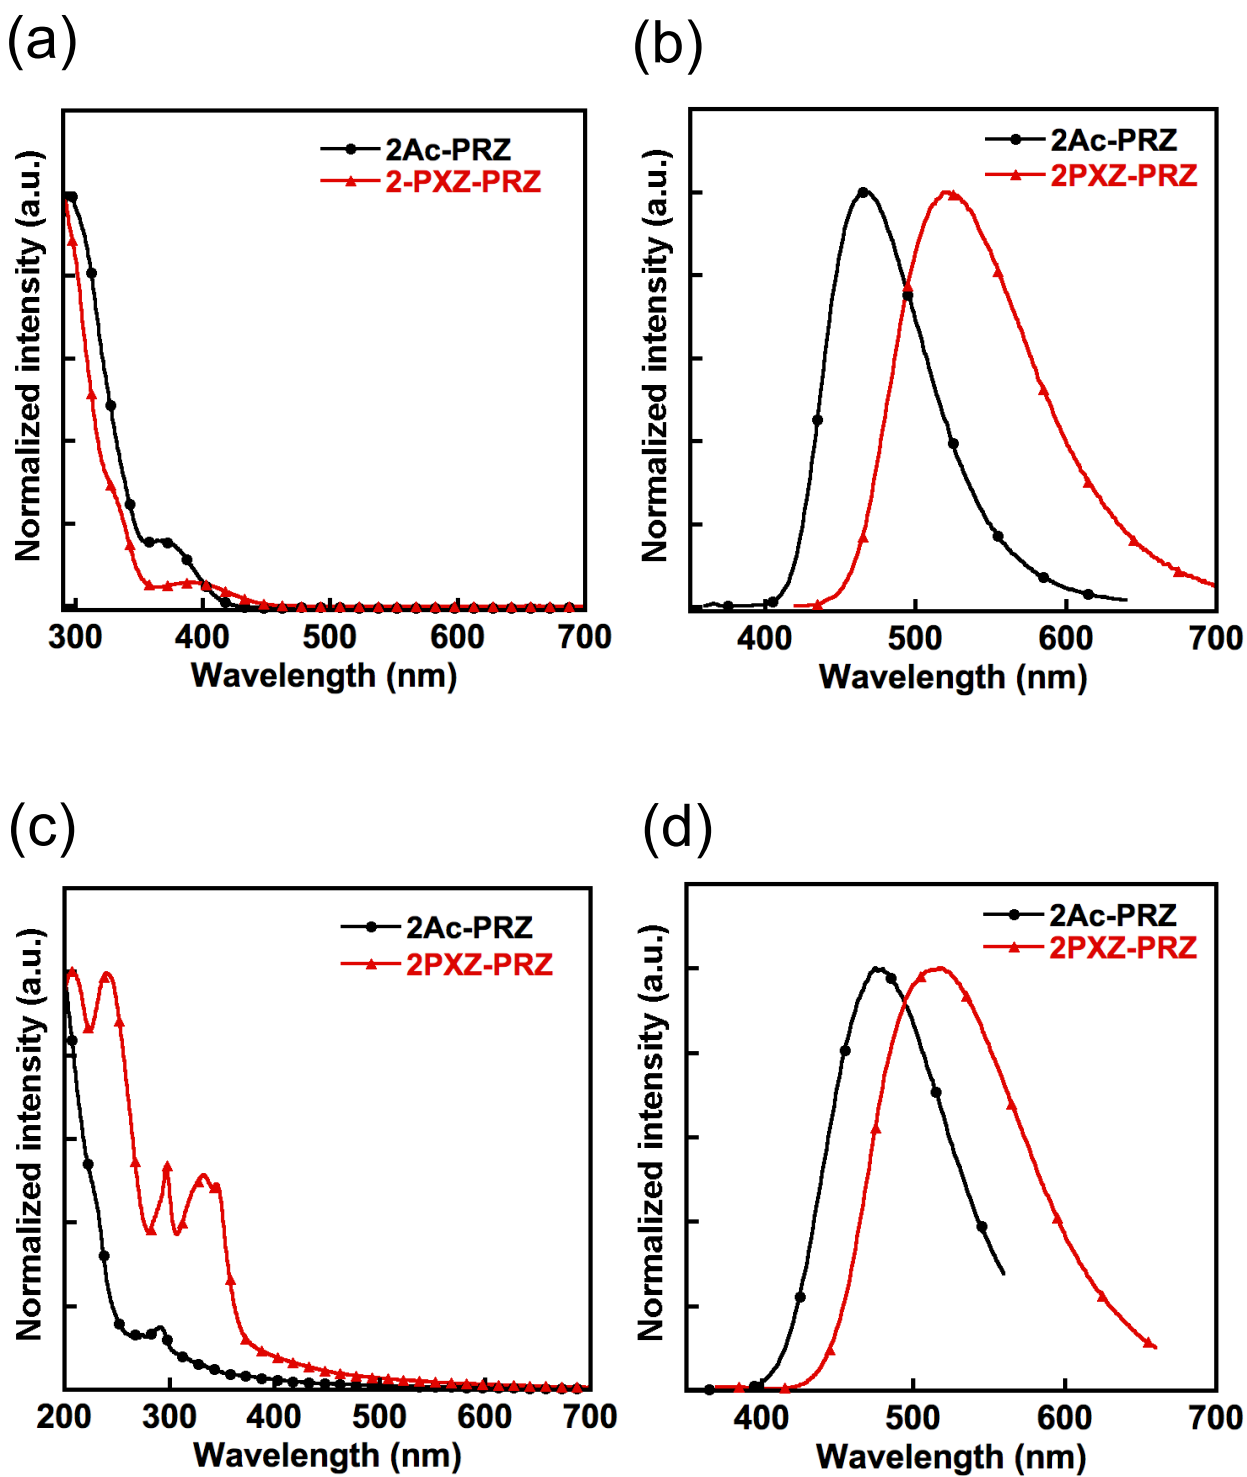 (a)
Normalized intensity (a.u.)
2Ac-PRZ
2-PXZ-PRZ
300 400 500 600 700
Wavelength (nm)
(b)
Normalized intensity (a.u.)
2Ac-PRZ
2PXZ-PRZ
400 500 600 700
Wavelength (nm)
(c)
Normalized intensity (a.u.)
2Ac-PRZ
2PXZ-PRZ
200 300 400 500 600 700
Wavelength (nm)
(d)
Normalized intensity (a.u.)
2Ac-PRZ
2PXZ-PRZ
400 500 600 700
Wavelength (nm)